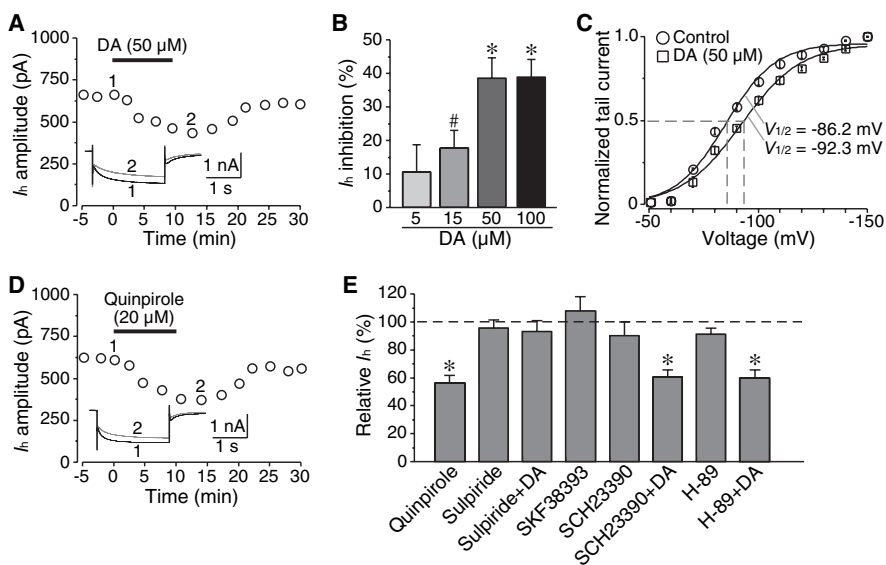 A
DA (50 µM)
Ih amplitude (pA)
1000
750
500
250
0
1
2
2
1
1 nA
1 s
-5 0 5 10 15 20 25 30
Time (min)
B
Ih inhibition (%)
50
40
30
20
10
0
#
*
*
5 15 50 100
DA (µM)
C
Control
DA (50 µM)
Normalized tail current
1.0
0.5
0
V1/2 = -86.2 mV
V1/2 = -92.3 mV
-50 -100 -150
Voltage (mV)
D
Quinpirole
(20 µM)
Ih amplitude (pA)
1000
750
500
250
0
1
2
2
1
1 nA
1 s
-5 0 5 10 15 20 25 30
Time (min)
E
Relative Ih (%)
120
100
80
60
40
20
0
*
*
*
Quinpirole
Sulpiride
Sulpiride+DA
SKF38393
SCH23390
SCH23390+DA
H-89
H-89+DA